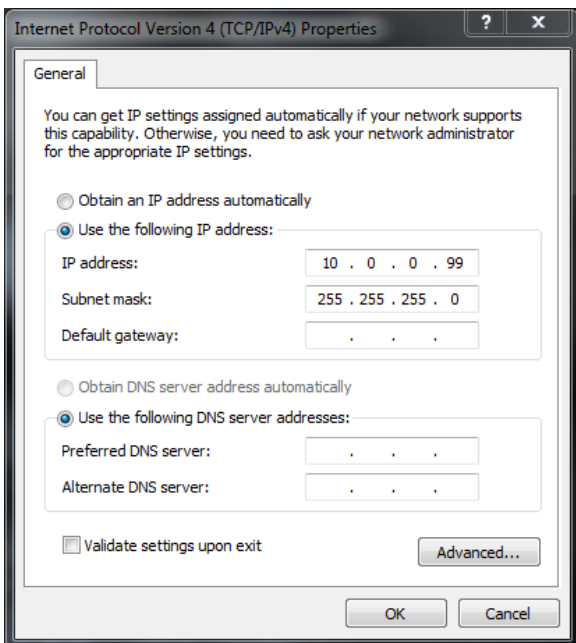 Internet Protocol Version 4 (TCP/IPv4) Properties
? X
General
You can get IP settings assigned automatically if your network supports
this capability. Otherwise, you need to ask your network administrator
for the appropriate IP settings.
Obtain an IP address automatically
Use the following IP address:
IP address: 10 . 0 . 0 . 99
Subnet mask: 255 . 255 . 255 . 0
Default gateway: . . .
Obtain DNS server address automatically
Use the following DNS server addresses:
Preferred DNS server: . . .
Alternate DNS server: . . .
Validate settings upon exit
Advanced...
OK Cancel